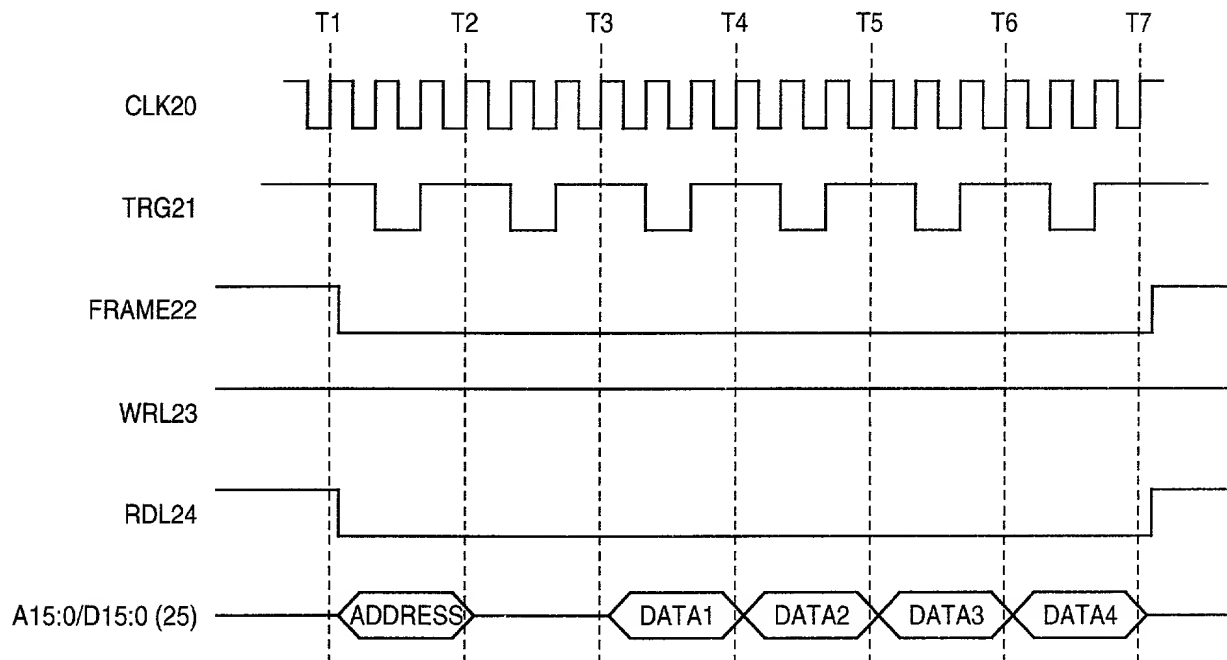 T1 T2 T3 T4 T5 T6 T7
CLK20
TRG21
FRAME22
WRL23
RDL24
A15:0/D15:0 (25) ADDRESS DATA1 DATA2 DATA3 DATA4